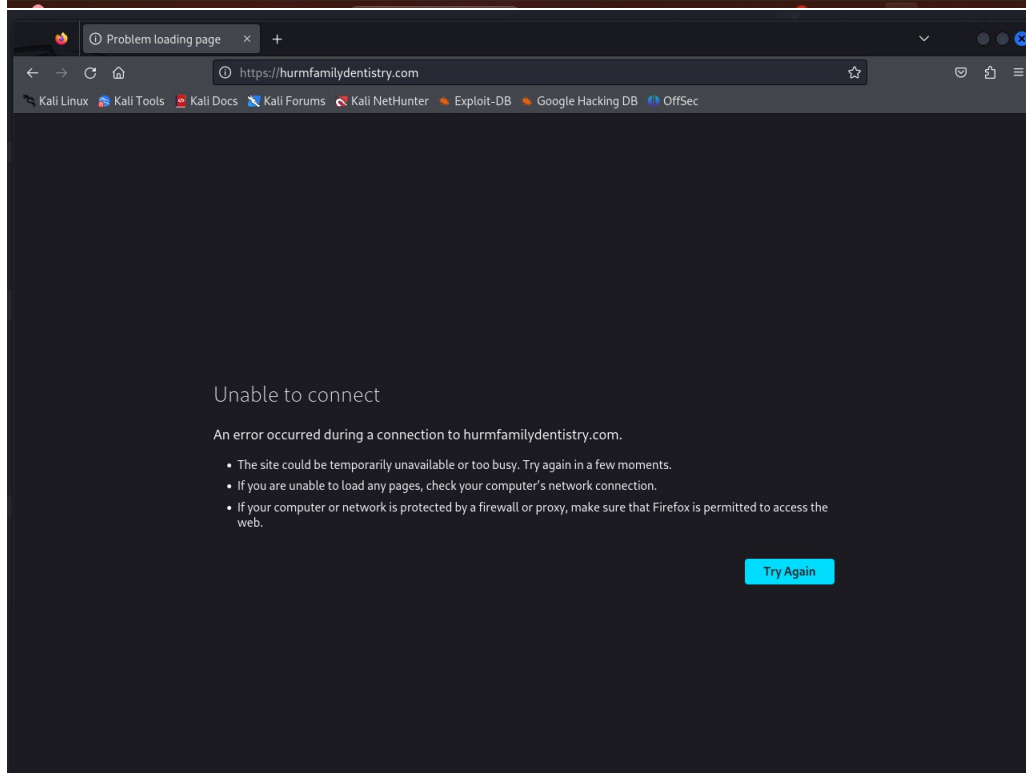 Problem loading page
https://hurmfamilydentistry.com
Kali Linux Kali Tools Kali Docs Kali Forums Kali NetHunter Exploit-DB Google Hacking DB OffSec
Unable to connect
An error occurred during a connection to hurmfamilydentistry.com.
• The site could be temporarily unavailable or too busy. Try again in a few moments.
• If you are unable to load any pages, check your computer's network connection.
• If your computer or network is protected by a firewall or proxy, make sure that Firefox is permitted to access the
web.
Try Again